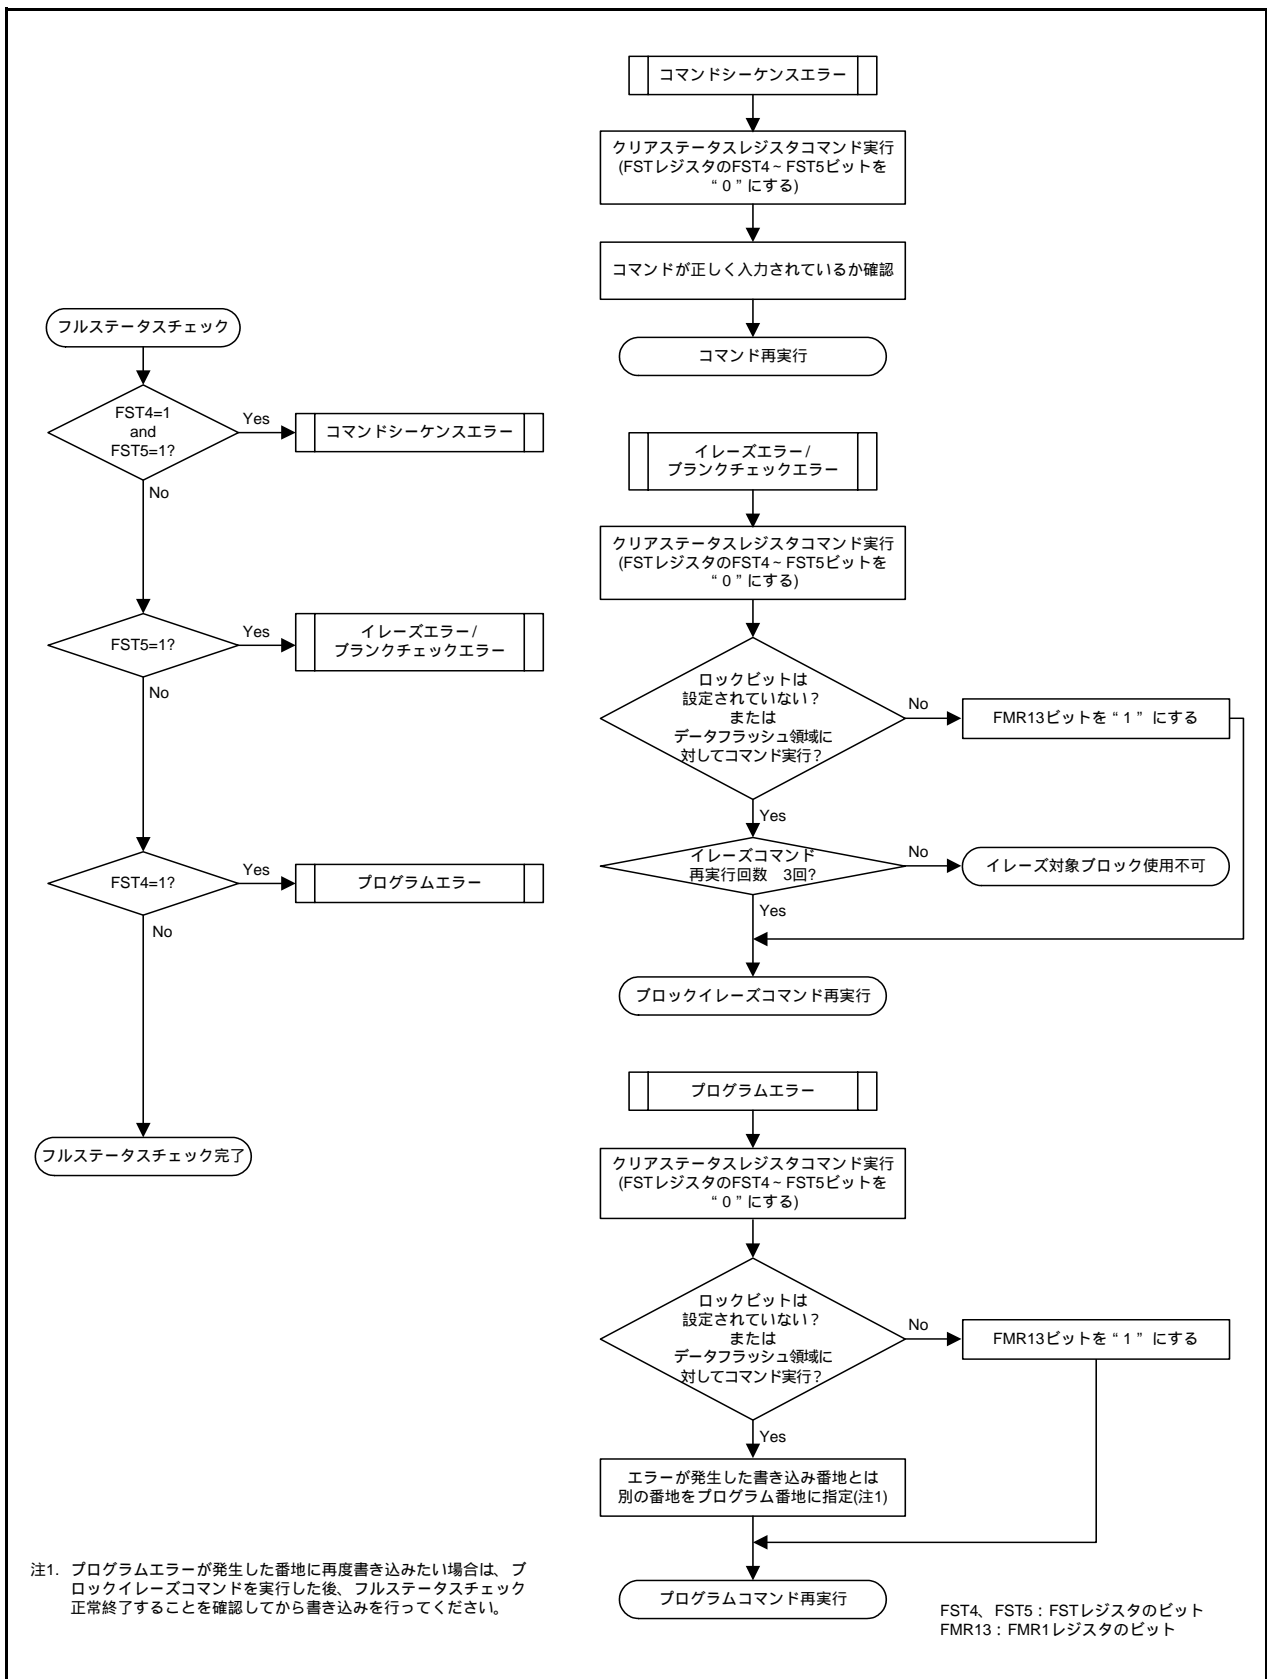 コマンドシーケンスエラー
クリアステータスレジスタコマンド実行
(FSTレジスタのFST4~FST5ビットを
“0”にする)
コマンドが正しく入力されているか確認
コマンド再実行
フルステータスチェック
FST4=1
and
FST5=1?
Yes
コマンドシーケンスエラー
No
FST5=1?
Yes
イレーズエラー/
ブランクチェックエラー
No
FST4=1?
Yes
プログラムエラー
No
フルステータスチェック完了
イレーズエラー/
ブランクチェックエラー
クリアステータスレジスタコマンド実行
(FSTレジスタのFST4~FST5ビットを
“0”にする)
ロックビットは
設定されていない?
または
データフラッシュ領域に
対してコマンド実行?
No
FMR13ビットを“1”にする
Yes
イレーズコマンド
再実行回数 3回?
No
イレーズ対象ブロック使用不可
Yes
ブロックイレーズコマンド再実行
プログラムエラー
クリアステータスレジスタコマンド実行
(FSTレジスタのFST4~FST5ビットを
“0”にする)
ロックビットは
設定されていない?
または
データフラッシュ領域に
対してコマンド実行?
No
FMR13ビットを“1”にする
Yes
エラーが発生した書き込み番地とは
別の番地をプログラム番地に指定(注1)
プログラムコマンド再実行
注1. プログラムエラーが発生した番地に再度書き込みたい場合は、ブ
ロックイレーズコマンドを実行した後、フルステータスチェック
正常終了することを確認してから書き込みを行ってください。
FST4、FST5:FSTレジスタのビット
FMR13:FMR1レジスタのビット